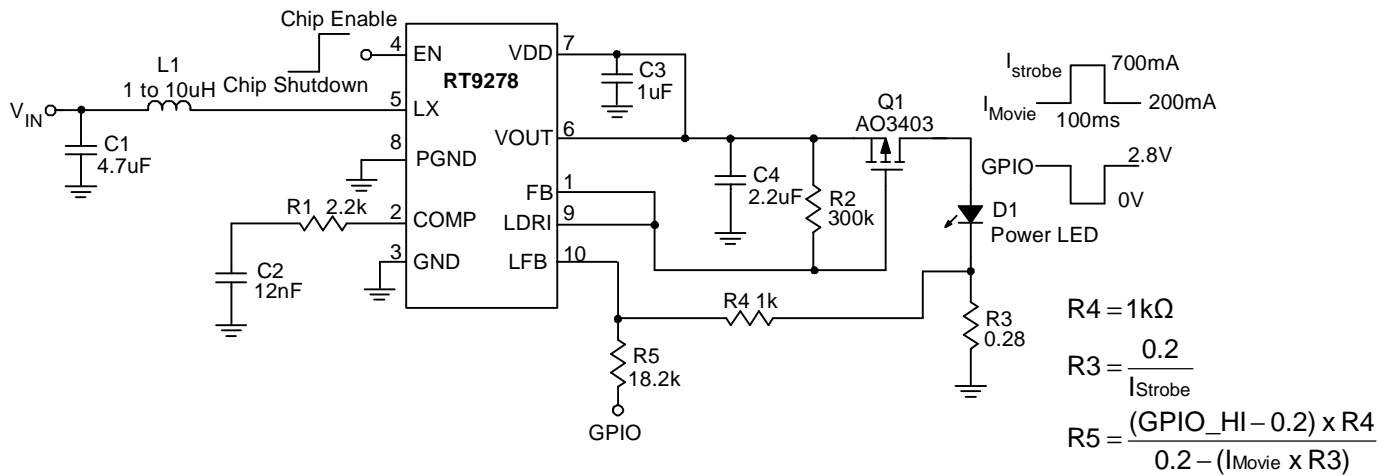 Chip Enable
Chip Shutdown
L1
1 to 10uH
VIN
C1
4.7uF
4
EN
RT9278
5
LX
8
PGND
R1 2.2k
2
COMP
3
GND
C2
12nF
VDD
7
C3
1uF
VOUT
6
FB
1
LDRI
9
LFB
10
C4
2.2uF
R2
300k
Q1
AO3403
D1
Power LED
R4 1k
R3
0.28
R5
18.2k
GPIO
Istrobe
700mA
IMovie
200mA
100ms
GPIO
2.8V
0V
R4 = 1kΩ
R3 = 0.2 / IStrobe
R5 = (GPIO_HI – 0.2) x R4 / 0.2 – (IMovie x R3)